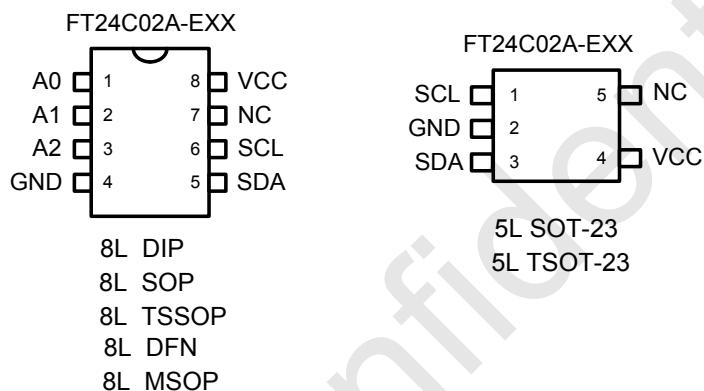 FT24C02A-EXX
A0 1 8 VCC
A1 2 7 NC
A2 3 6 SCL
GND 4 5 SDA
8L DIP
8L SOP
8L TSSOP
8L DFN
8L MSOP
FT24C02A-EXX
SCL 1 5 NC
GND 2
SDA 3 4 VCC
5L SOT-23
5L TSOT-23